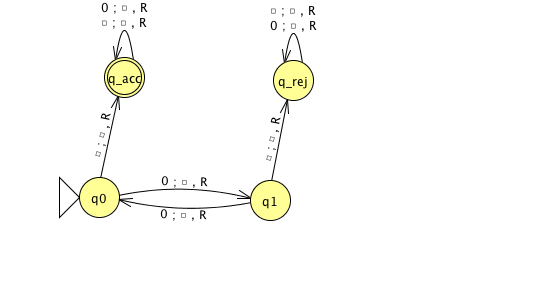 0 ; □ , R
□ ; □ , R
□ ; □ , R
0 ; □ , R
q_acc
q_rej
□ ; □ , R
□ ; □ , R
0 ; □ , R
q0
q1
0 ; □ , R